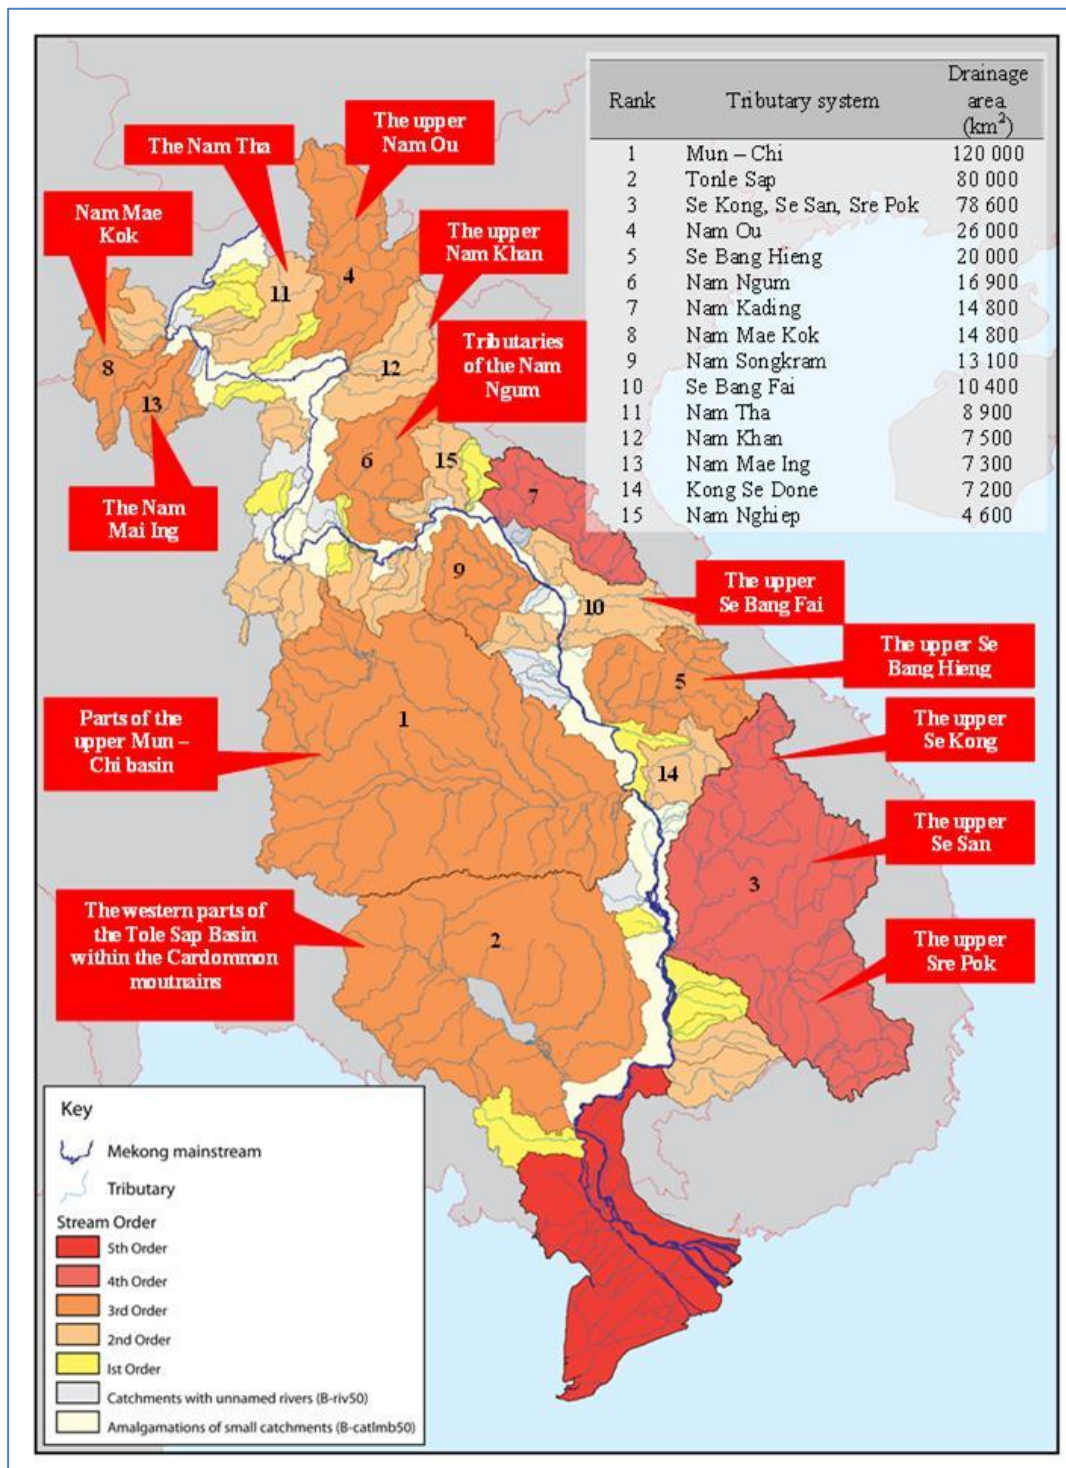 Rank Tributary system Drainage area (km²)
1 Mun – Chi 120 000
2 Tonle Sap 80 000
3 Se Kong, Se San, Sre Pok 78 600
4 Nam Ou 26 000
5 Se Bang Hieng 20 000
6 Nam Ngum 16 900
7 Nam Kading 14 800
8 Nam Mae Kok 14 800
9 Nam Songkram 13 100
10 Se Bang Fai 10 400
11 Nam Tha 8 900
12 Nam Khan 7 500
13 Nam Mae Ing 7 300
14 Kong Se Done 7 200
15 Nam Nghiep 4 600
The upper
Nam Ou
The Nam Tha
Nam Mae
Kok
The upper
Nam Khan
Tributaries
of the Nam
Ngum
The Nam
Mai Ing
The upper
Se Bang Fai
The upper Se
Bang Hieng
The upper
Se Kong
Parts of the
upper Mun –
Chi basin
The upper
Se San
The western parts of
the Tole Sap Basin
within the Cardommon
moutnains
The upper
Sre Pok
4
11
8
12
13
6
15
7
9
10
5
1
14
3
2
Key
Mekong mainstream
Tributary
Stream Order
5th Order
4th Order
3rd Order
2nd Order
1st Order
Catchments with unnamed rivers (B-riv50)
Amalgamations of small catchments (B-catlmb50)